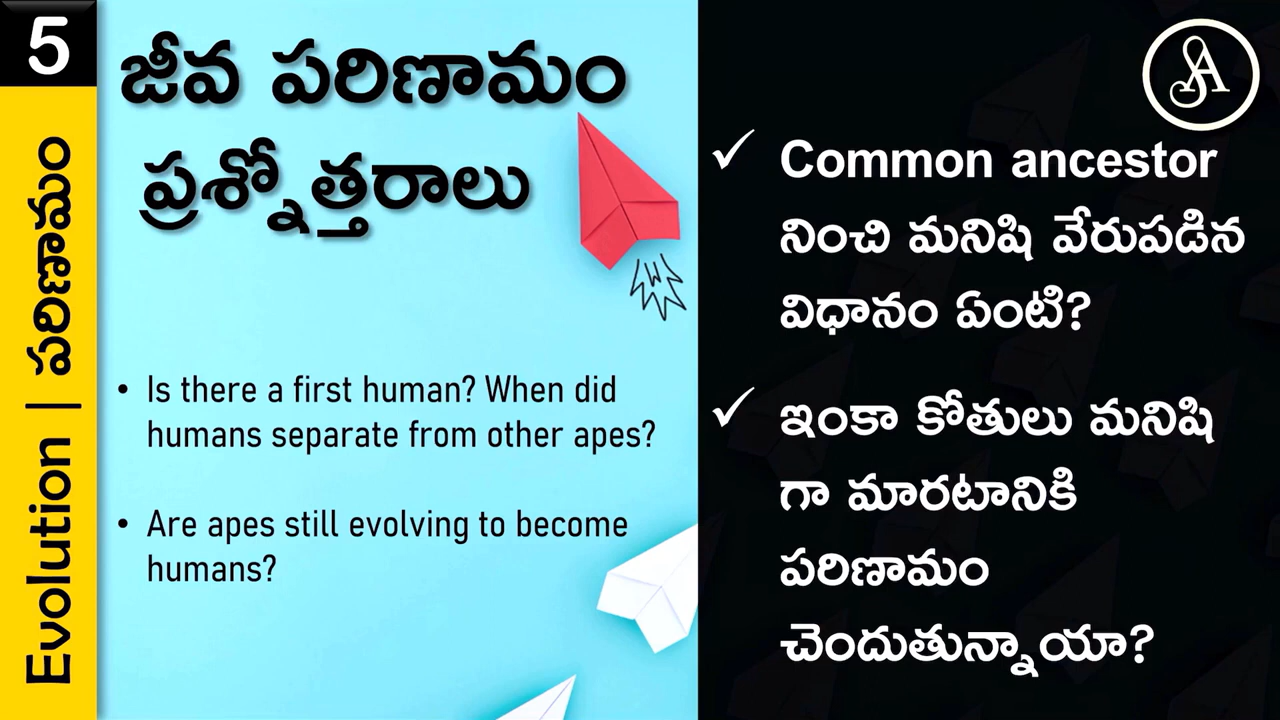 5
Evolution | పరిణామం
జీవ పరిణామం
ప్రశ్నోత్తరాలు
• Is there a first human? When did
humans separate from other apes?
• Are apes still evolving to become
humans?
SA
✓ Common ancestor
నించి మనిషి వేరుపడిన
విధానం ఏంటి?
✓ ఇంకా కోతులు మనిషి
గా మారటానికి
పరిణామం
చెందుతున్నాయా?